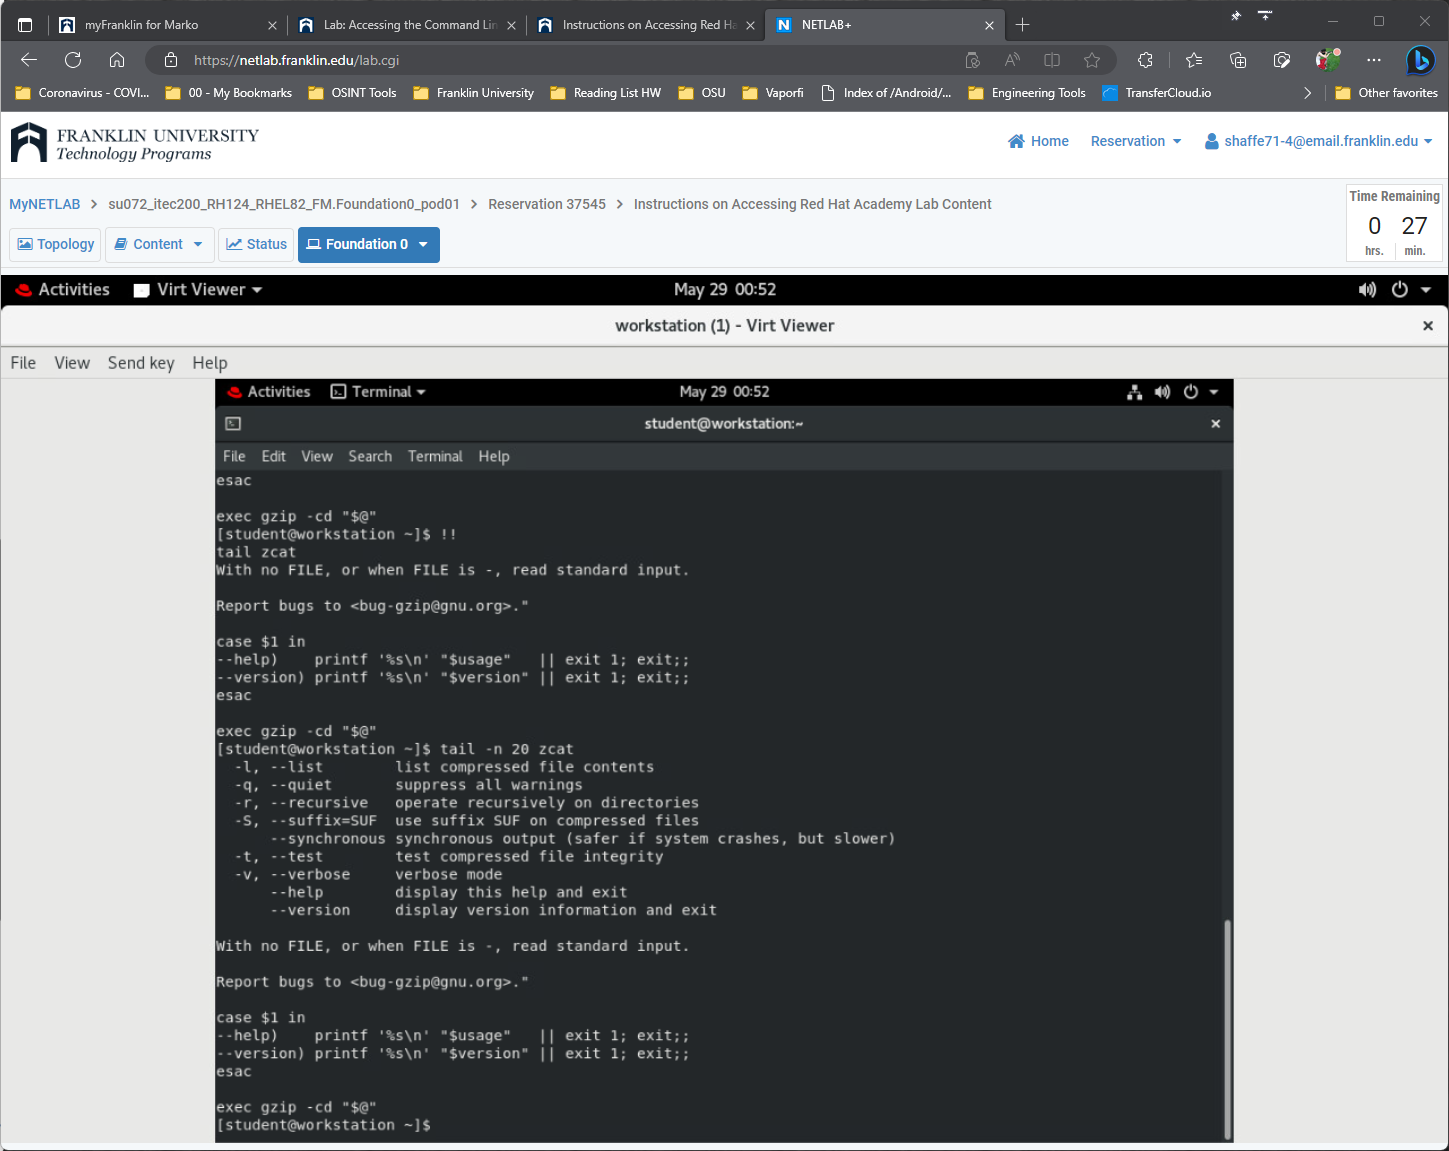 myFranklin for Marko
Lab: Accessing the Command Lin
Instructions on Accessing Red Ha
NETLAB+
https://netlab.franklin.edu/lab.cgi
Coronavirus - COVI...
00 - My Bookmarks
OSINT Tools
Franklin University
Reading List HW
OSU
Vaporfi
Index of /Android/...
Engineering Tools
TransferCloud.io
Other favorites
FRANKLIN UNIVERSITY
Technology Programs
Home
Reservation
shaffe71-4@email.franklin.edu
MyNETLAB > su072_itec200_RH124_RHEL82_FM.Foundation0_pod01 > Reservation 37545 > Instructions on Accessing Red Hat Academy Lab Content
Time Remaining
0 27
hrs. min.
Topology
Content
Status
Foundation 0
Activities Virt Viewer May 29 00:52
workstation (1) - Virt Viewer
File View Send key Help
Activities Terminal May 29 00:52
student@workstation:~
File Edit View Search Terminal Help
esac
exec gzip -cd "$@"
[student@workstation ~]$ !!
tail zcat
With no FILE, or when FILE is -, read standard input.
Report bugs to <bug-gzip@gnu.org>."
case $1 in
--help)    printf '%s\n' "$usage"   || exit 1; exit;;
--version) printf '%s\n' "$version" || exit 1; exit;;
esac
exec gzip -cd "$@"
[student@workstation ~]$ tail -n 20 zcat
  -l, --list        list compressed file contents
  -q, --quiet       suppress all warnings
  -r, --recursive   operate recursively on directories
  -S, --suffix=SUF  use suffix SUF on compressed files
      --synchronous synchronous output (safer if system crashes, but slower)
  -t, --test        test compressed file integrity
  -v, --verbose     verbose mode
      --help        display this help and exit
      --version     display version information and exit
With no FILE, or when FILE is -, read standard input.
Report bugs to <bug-gzip@gnu.org>."
case $1 in
--help)    printf '%s\n' "$usage"   || exit 1; exit;;
--version) printf '%s\n' "$version" || exit 1; exit;;
esac
exec gzip -cd "$@"
[student@workstation ~]$